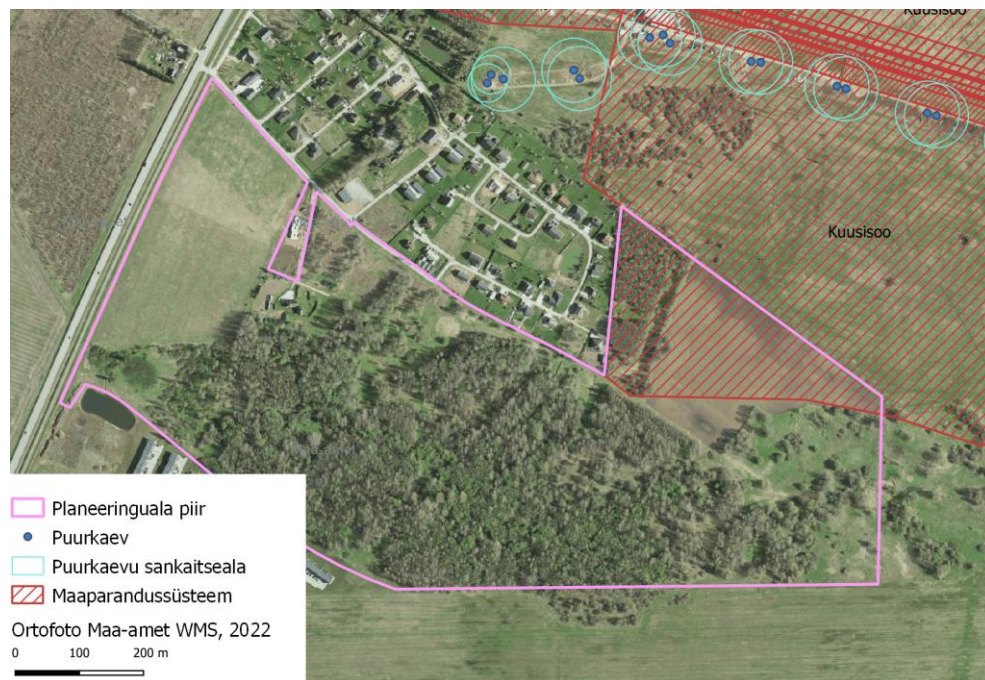 Kuusisoo
Kuusisoo
Planeeringuala piir
Puurkaev
Puurkaevu sankaitseala
Maaparandussüsteem
Ortofoto Maa-amet WMS, 2022
0 100 200 m